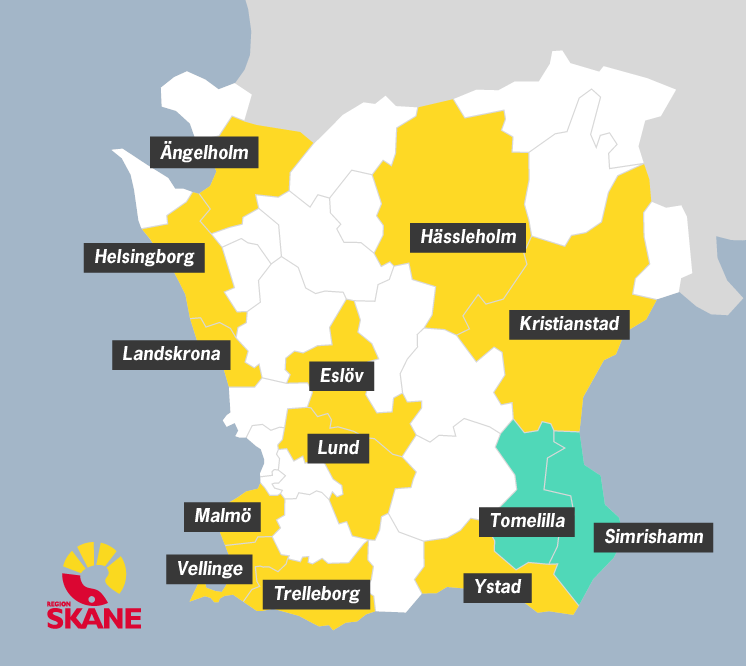 Ängelholm
Hässleholm
Helsingborg
Kristianstad
Landskrona
Eslöv
Lund
Malmö
Tomelilla
Simrishamn
Vellinge
Ystad
Trelleborg
REGION
SKÅNE